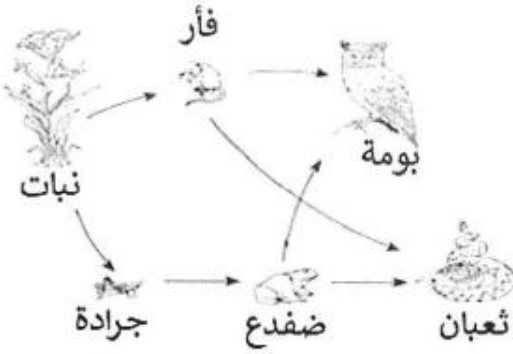 فأر
بومة
نبات
ثعبان
ضفدع
جرادة